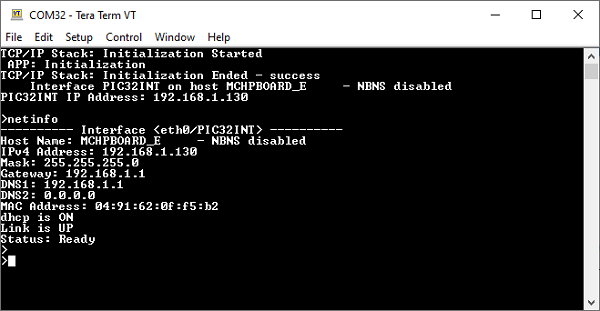 COM32 - Tera Term VT
File Edit Setup Control Window Help
TCP/IP Stack: Initialization Started
APP: Initialization
TCP/IP Stack: Initialization Ended - success
Interface PIC32INT on host MCHPBOARD_E - NBNS disabled
PIC32INT IP Address: 192.168.1.130
>netinfo
---------- Interface <eth0/PIC32INT> ----------
Host Name: MCHPBOARD_E - NBNS disabled
IPv4 Address: 192.168.1.130
Mask: 255.255.255.0
Gateway: 192.168.1.1
DNS1: 192.168.1.1
DNS2: 0.0.0.0
MAC Address: 04:91:62:0f:f5:b2
dhcp is ON
Link is UP
Status: Ready
>
>